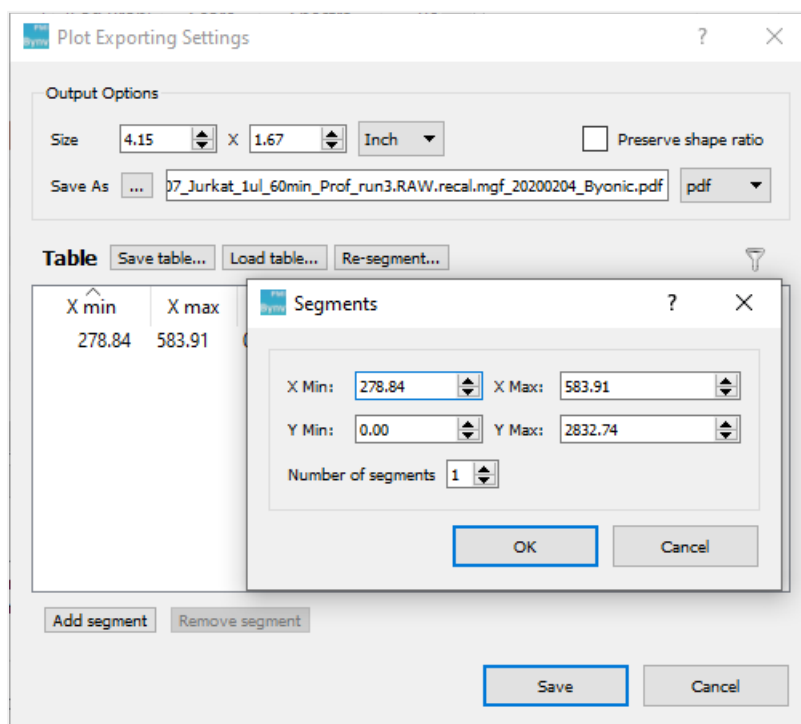 Plot Exporting Settings ?
Output Options
Size 4.15 X 1.67 Inch Preserve shape ratio
Save As ... 07_Jurkat_1ul_60min_Prof_run3.RAW.recal.mgf_20200204_Byonic.pdf pdf
Table Save table... Load table... Re-segment...
X min X max
278.84 583.91
Segments ?
X Min: 278.84 X Max: 583.91
Y Min: 0.00 Y Max: 2832.74
Number of segments 1
OK Cancel
Add segment Remove segment
Save Cancel